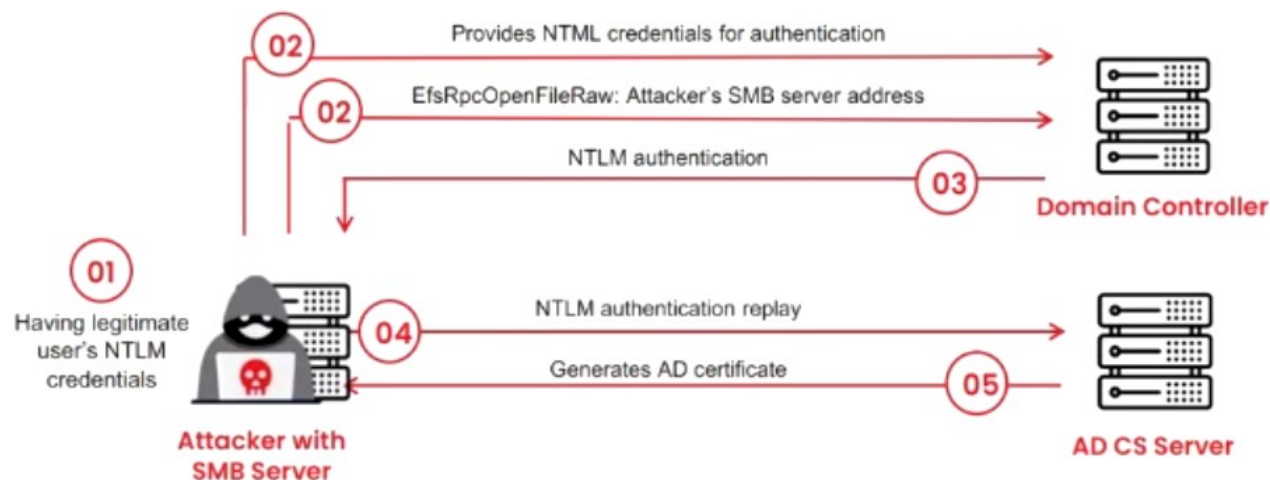 02
Provides NTML credentials for authentication
02
EfsRpcOpenFileRaw: Attacker's SMB server address
NTLM authentication
03
Domain Controller
01
Having legitimate
user's NTLM
credentials
04
NTLM authentication replay
Generates AD certificate
05
Attacker with
SMB Server
AD CS Server